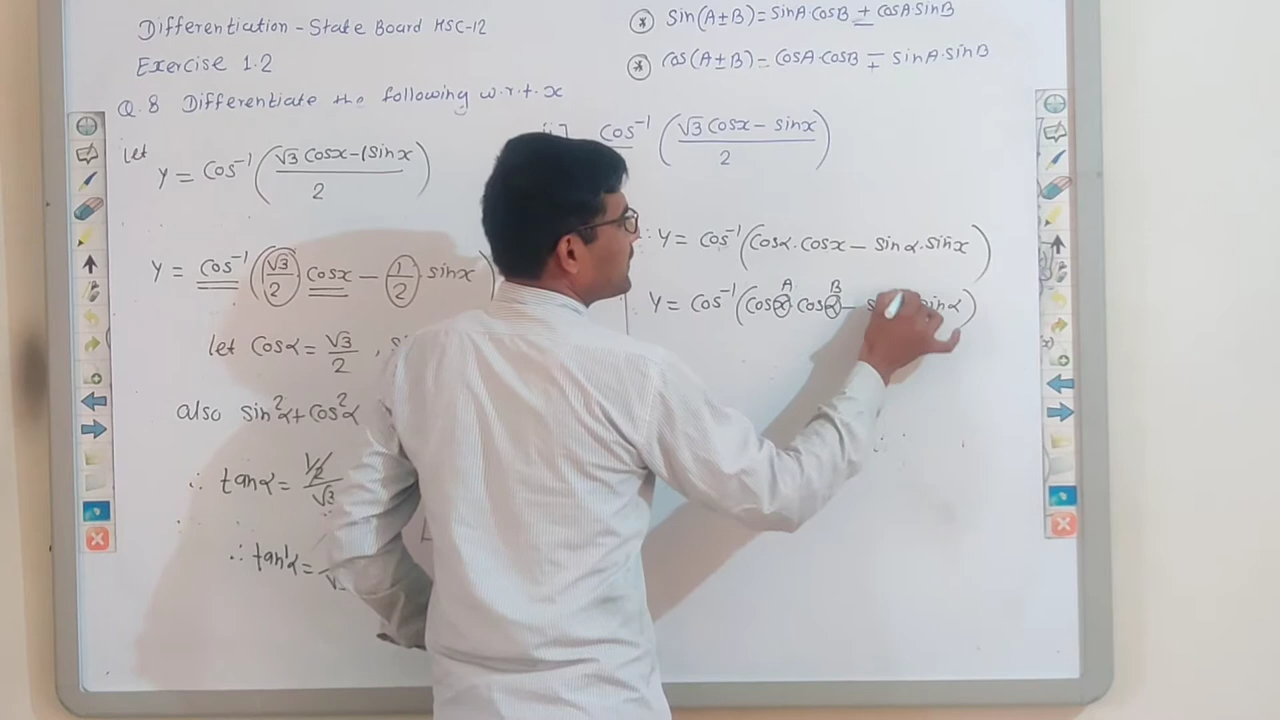 Differentiation - State Board HSC-12
Exercise 1.2
Q.8 Differentiate the following w.r.t. x
let
y = cos⁻¹(√3 cosx - 1 sinx / 2)
y = cos⁻¹(√3/2 cosx - 1/2 sinx)
let cosα = √3/2 ,
also sin²α + cos²α
∴ tanα = 1/2 / √3
∴ tan
* sin(A±B) = sinA·cosB ± cosA·sinB
* cos(A±B) = cosA·cosB ∓ sinA·sinB
cos⁻¹(√3 cosx - sinx / 2)
∴ y = cos⁻¹(cosα·cosx - sinα·sinx)
A B
y = cos⁻¹(cosx·cosα - sinα)